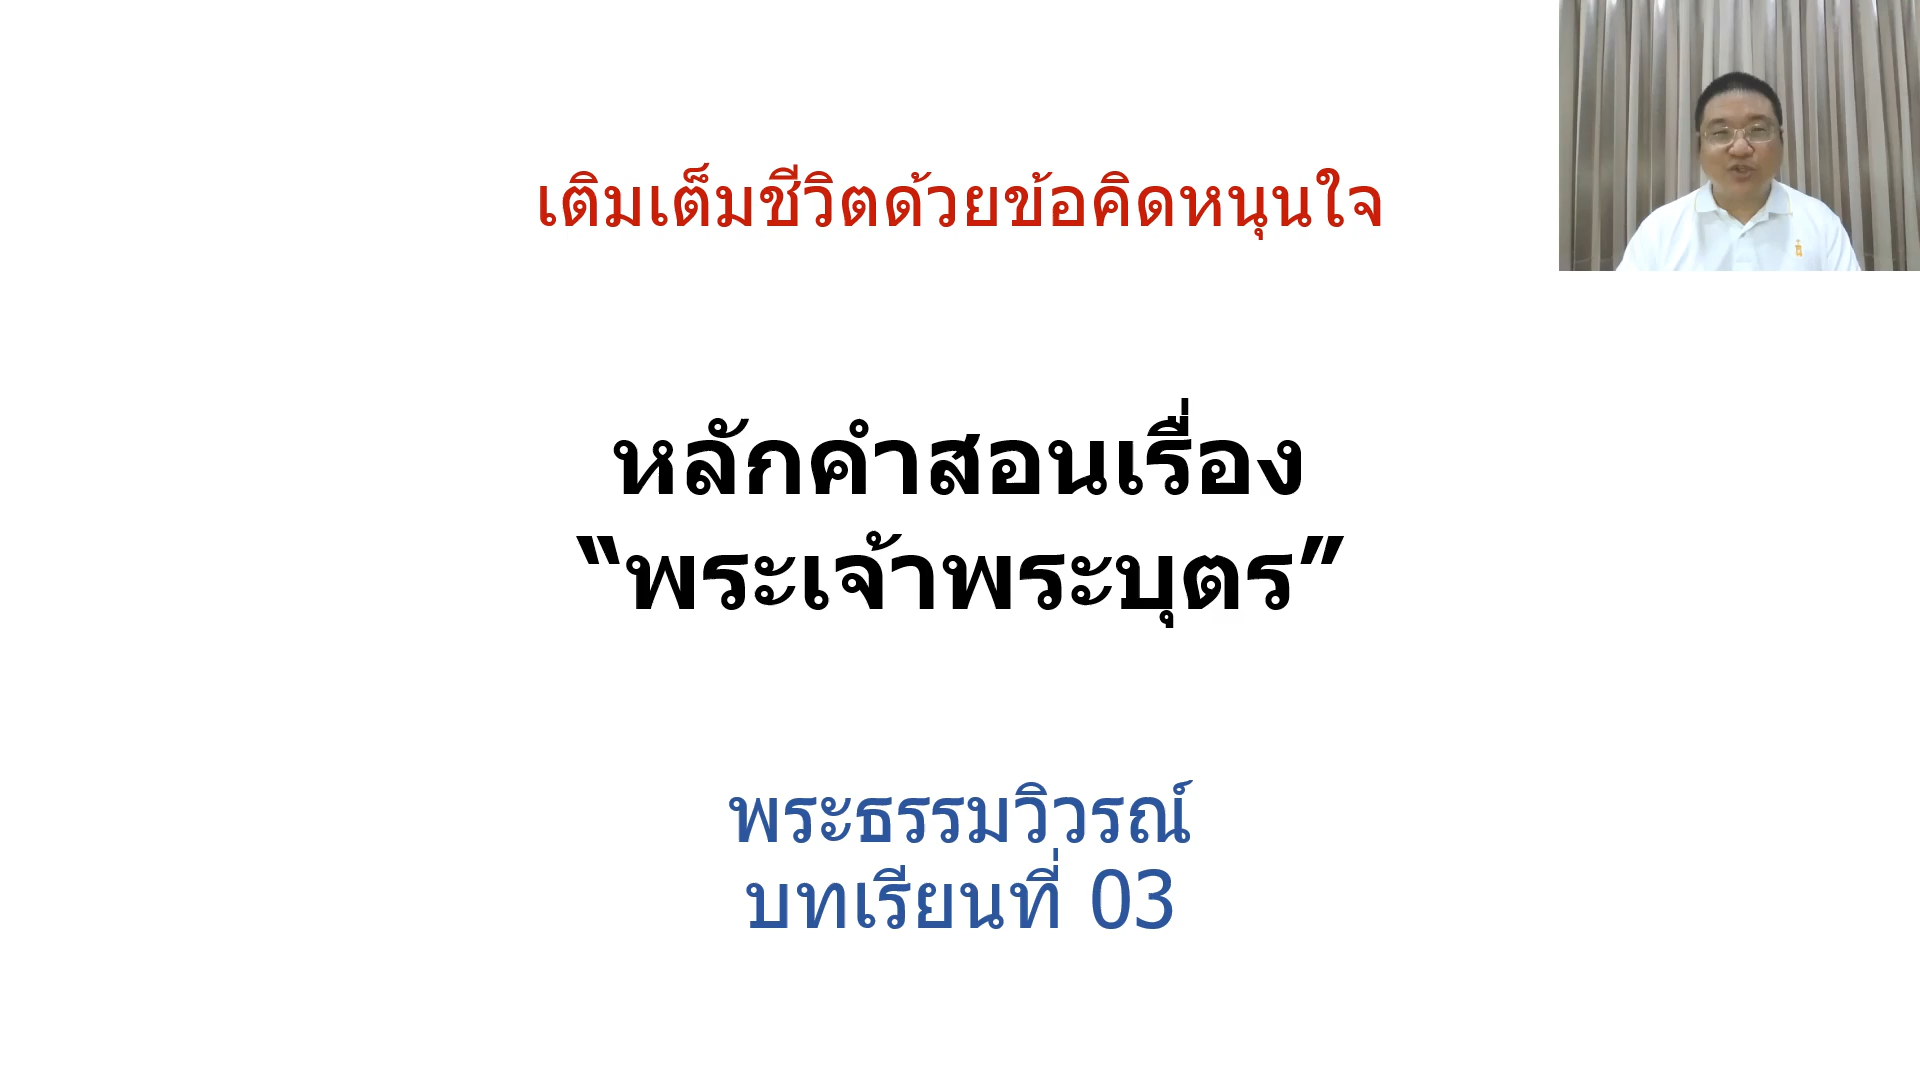 เติมเต็มชีวิตด้วยข้อคิดหนุนใจ
หลักคำสอนเรื่อง
“พระเจ้าพระบุตร”
พระธรรมวิวรณ์
บทเรียนที่ 03